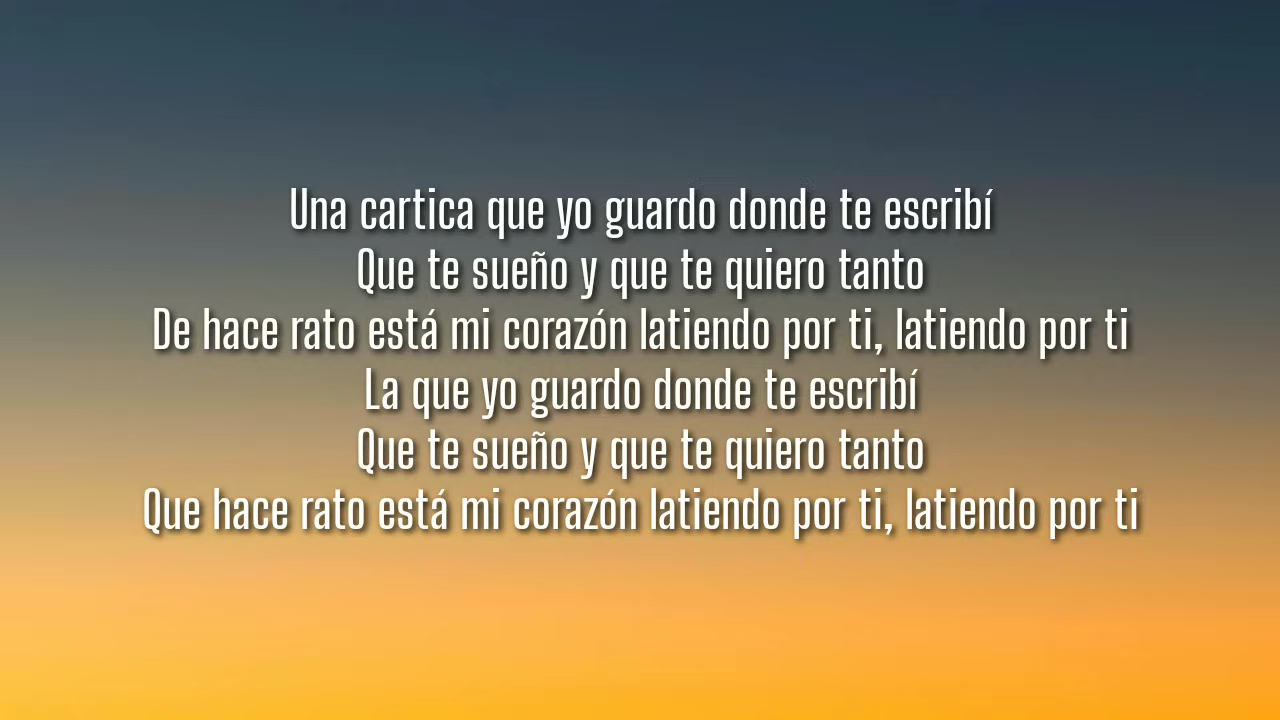 Una cartica que yo guardo donde te escribí
Que te sueño y que te quiero tanto
De hace rato está mi corazón latiendo por ti, latiendo por ti
La que yo guardo donde te escribí
Que te sueño y que te quiero tanto
Que hace rato está mi corazón latiendo por ti, latiendo por ti